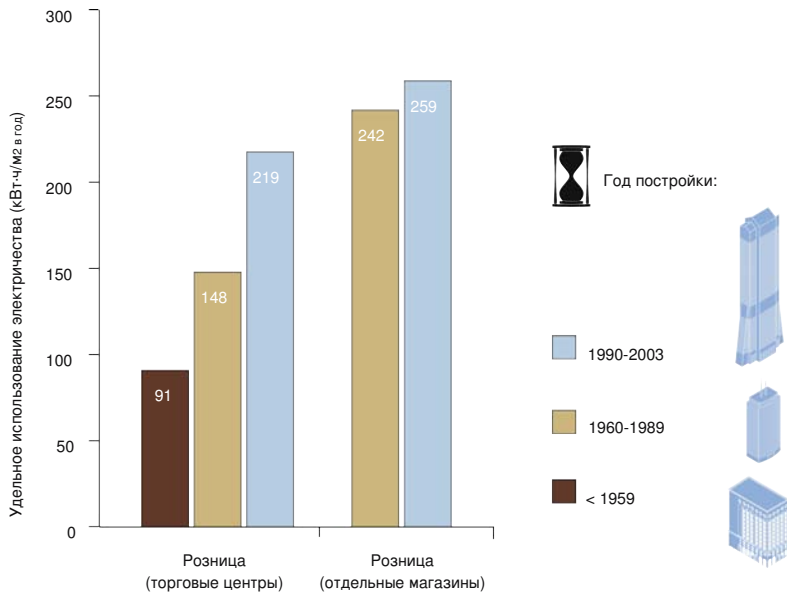 Удельное использование электричества (кВт·ч/м2 в год)
300
250
200
150
100
50
0
91
148
219
242
259
Розница
(торговые центры)
Розница
(отдельные магазины)
Год постройки:
1990-2003
1960-1989
< 1959